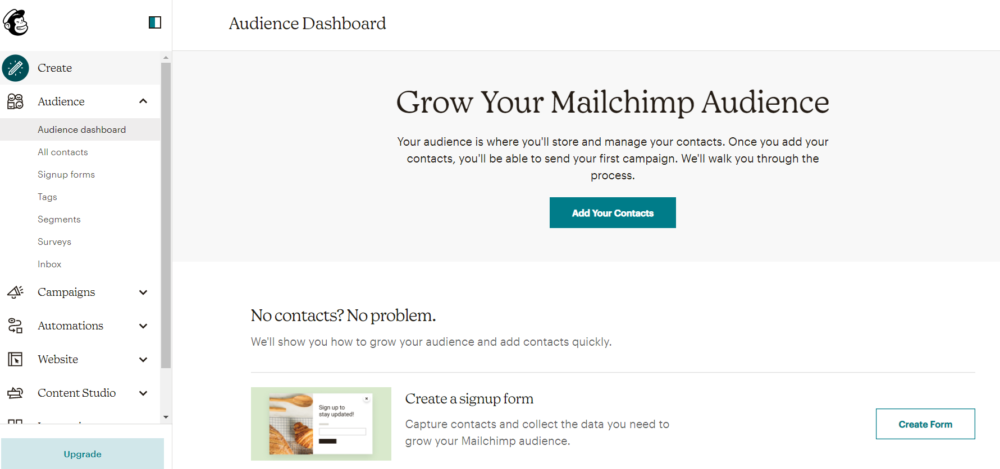 Audience Dashboard
Create
Audience
Audience dashboard
All contacts
Signup forms
Tags
Segments
Surveys
Inbox
Campaigns
Automations
Website
Content Studio
Upgrade
Grow Your Mailchimp Audience
Your audience is where you'll store and manage your contacts. Once you add your
contacts, you'll be able to send your first campaign. We'll walk you through the
process.
Add Your Contacts
No contacts? No problem.
We'll show you how to grow your audience and add contacts quickly.
Sign up to
stay updated!
Create a signup form
Capture contacts and collect the data you need to
grow your Mailchimp audience.
Create Form